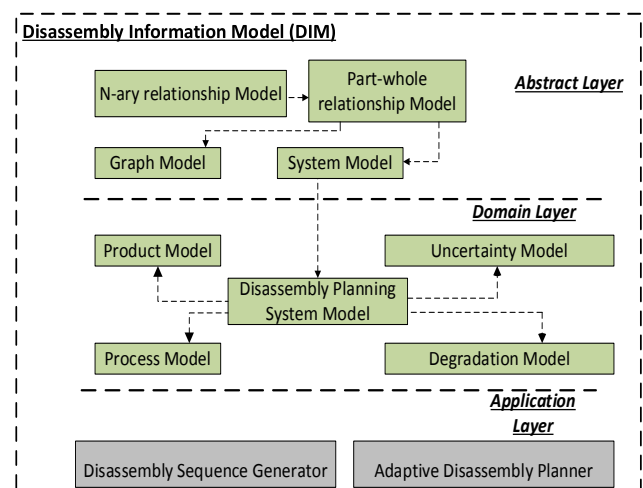 Disassembly Information Model (DIM)
N-ary relationship Model
Part-whole
relationship Model
Abstract Layer
Graph Model
System Model
Domain Layer
Product Model
Uncertainty Model
Disassembly Planning
System Model
Process Model
Degradation Model
Application
Layer
Disassembly Sequence Generator
Adaptive Disassembly Planner